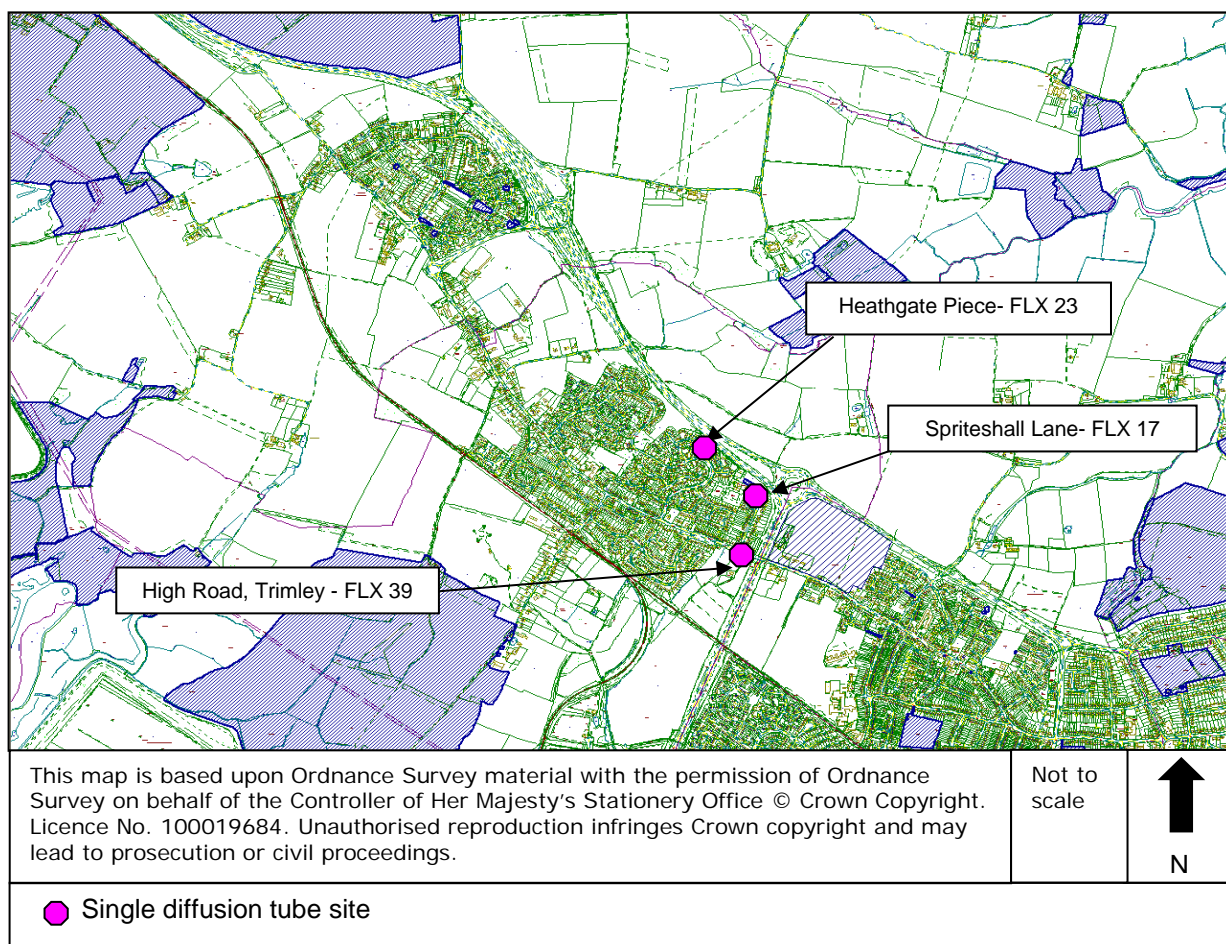 Heathgate Piece- FLX 23
Spriteshall Lane- FLX 17
High Road, Trimley - FLX 39
This map is based upon Ordnance Survey material with the permission of Ordnance
Survey on behalf of the Controller of Her Majesty's Stationery Office © Crown Copyright.
Licence No. 100019684. Unauthorised reproduction infringes Crown copyright and may
lead to prosecution or civil proceedings.
Not to
scale
N
Single diffusion tube site